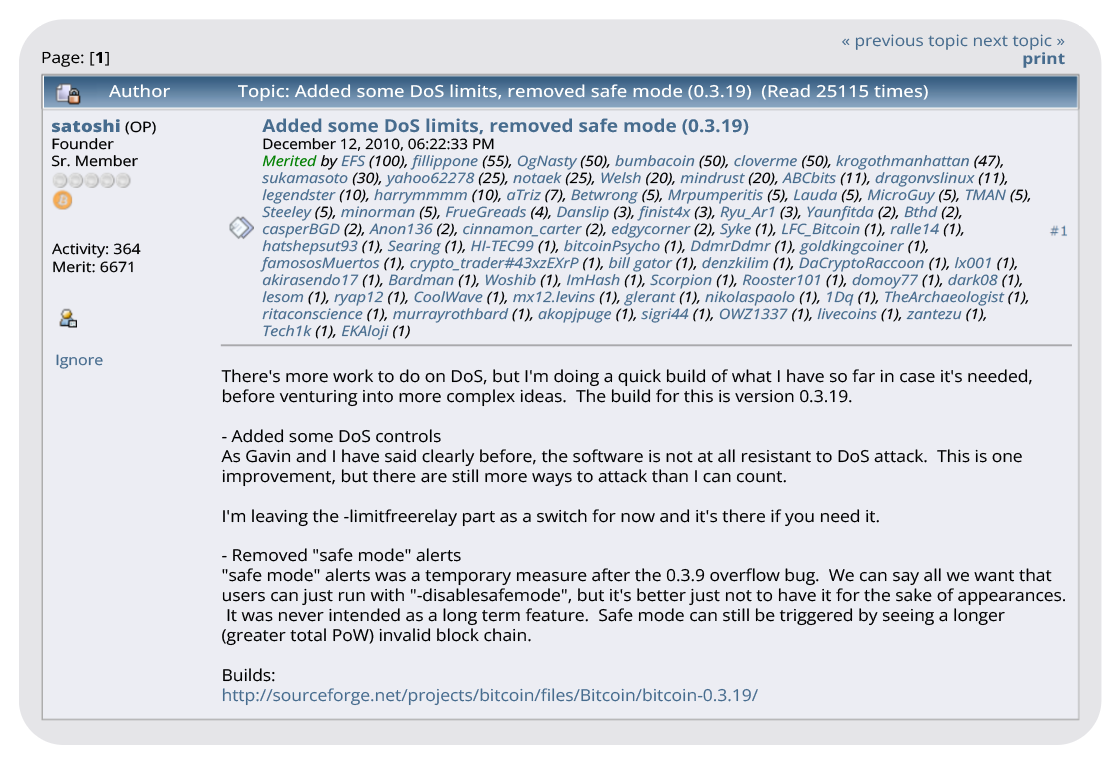 « previous topic next topic »
Page: [1]
print
Author
Topic: Added some DoS limits, removed safe mode (0.3.19)  (Read 25115 times)
satoshi (OP)
Founder
Sr. Member
Activity: 364
Merit: 6671
Ignore
Added some DoS limits, removed safe mode (0.3.19)
December 12, 2010, 06:22:33 PM
Merited by EFS (100), fillippone (55), OgNasty (50), bumbacoin (50), cloverme (50), krogothmanhattan (47),
sukamasoto (30), yahoo62278 (25), notaek (25), Welsh (20), mindrust (20), ABCbits (11), dragonvslinux (11),
legendster (10), harrymmmm (10), aTriz (7), Betwrong (5), Mrpumperitis (5), Lauda (5), MicroGuy (5), TMAN (5),
Steeley (5), minorman (5), FrueGreads (4), Danslip (3), finist4x (3), Ryu_Ar1 (3), Yaunfitda (2), Bthd (2),
casperBGD (2), Anon136 (2), cinnamon_carter (2), edgycorner (2), Syke (1), LFC_Bitcoin (1), ralle14 (1),
#1
hatshepsut93 (1), Searing (1), HI-TEC99 (1), bitcoinPsycho (1), DdmrDdmr (1), goldkingcoiner (1),
famososMuertos (1), crypto_trader#43xzEXrP (1), bill gator (1), denzkilim (1), DaCryptoRaccoon (1), Ix001 (1),
akirasendo17 (1), Bardman (1), Woshib (1), ImHash (1), Scorpion (1), Rooster101 (1), domoy77 (1), dark08 (1),
lesom (1), ryap12 (1), CoolWave (1), mx12.levins (1), glerant (1), nikolaspaolo (1), 1Dq (1), TheArchaeologist (1),
ritaconscience (1), murrayrothbard (1), akopjpuge (1), sigri44 (1), OWZ1337 (1), livecoins (1), zantezu (1),
Tech1k (1), EKAloji (1)
There's more work to do on DoS, but I'm doing a quick build of what I have so far in case it's needed,
before venturing into more complex ideas.  The build for this is version 0.3.19.
- Added some DoS controls
As Gavin and I have said clearly before, the software is not at all resistant to DoS attack.  This is one
improvement, but there are still more ways to attack than I can count.
I'm leaving the -limitfreerelay part as a switch for now and it's there if you need it.
- Removed "safe mode" alerts
"safe mode" alerts was a temporary measure after the 0.3.9 overflow bug.  We can say all we want that
users can just run with "-disablesafemode", but it's better just not to have it for the sake of appearances.
It was never intended as a long term feature.  Safe mode can still be triggered by seeing a longer
(greater total PoW) invalid block chain.
Builds:
http://sourceforge.net/projects/bitcoin/files/Bitcoin/bitcoin-0.3.19/